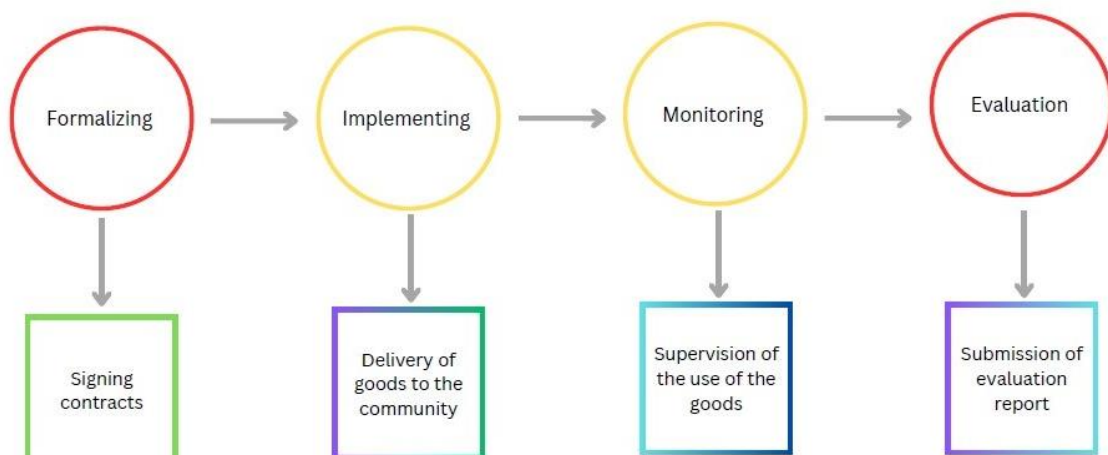 Formalizing
Implementing
Monitoring
Evaluation
Signing
contracts
Delivery of
goods to the
community
Supervision of
the use of the
goods
Submission of
evaluation
report